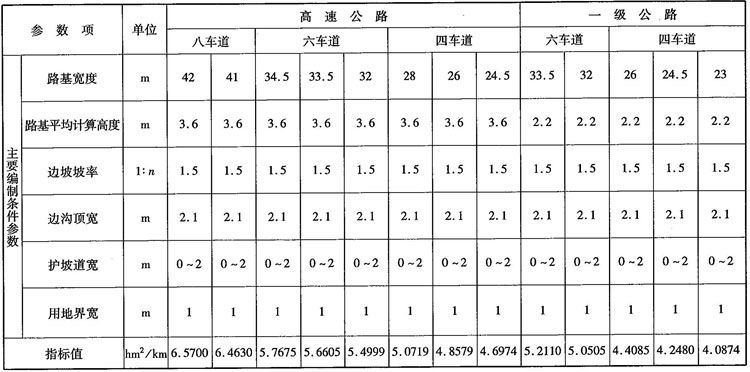 参数项 单位 高速公路 一级公路
八车道 六车道 四车道 六车道 四车道
主要编制条件参数
路基宽度 m 42 41 34.5 33.5 32 28 26 24.5 33.5 32 26 24.5 23
路基平均计算高度 m 3.6 3.6 3.6 3.6 3.6 3.6 3.6 3.6 2.2 2.2 2.2 2.2 2.2
边坡坡率 1:n 1.5 1.5 1.5 1.5 1.5 1.5 1.5 1.5 1.5 1.5 1.5 1.5 1.5
边沟顶宽 m 2.1 2.1 2.1 2.1 2.1 2.1 2.1 2.1 2.1 2.1 2.1 2.1 2.1
护坡道宽 m 0~2 0~2 0~2 0~2 0~2 0~2 0~2 0~2 0~2 0~2 0~2 0~2 0~2
用地界宽 m 1 1 1 1 1 1 1 1 1 1 1 1 1
指标值 hm²/km 6.5700 6.4630 5.7675 5.6605 5.4999 5.0719 4.8579 4.6974 5.2110 5.0505 4.4085 4.2480 4.0874